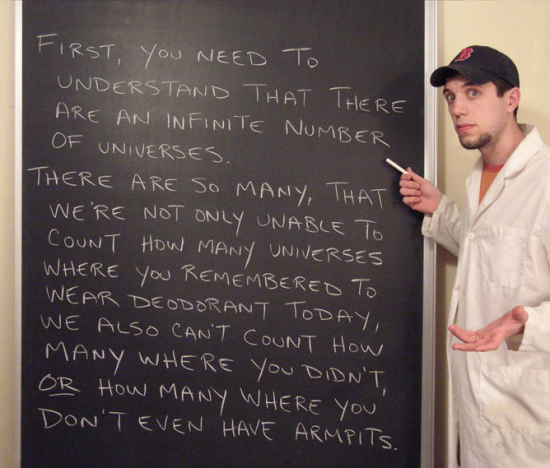 FIRST, YOU NEED TO
UNDERSTAND THAT THERE
ARE AN INFINITE NUMBER
OF UNIVERSES.
THERE ARE SO MANY, THAT
WE'RE NOT ONLY UNABLE TO
COUNT HOW MANY UNIVERSES
WHERE YOU REMEMBERED TO
WEAR DEODORANT TODAY,
WE ALSO CAN'T COUNT HOW
MANY WHERE YOU DIDN'T,
OR HOW MANY WHERE YOU
DON'T EVEN HAVE ARMPITS.
B